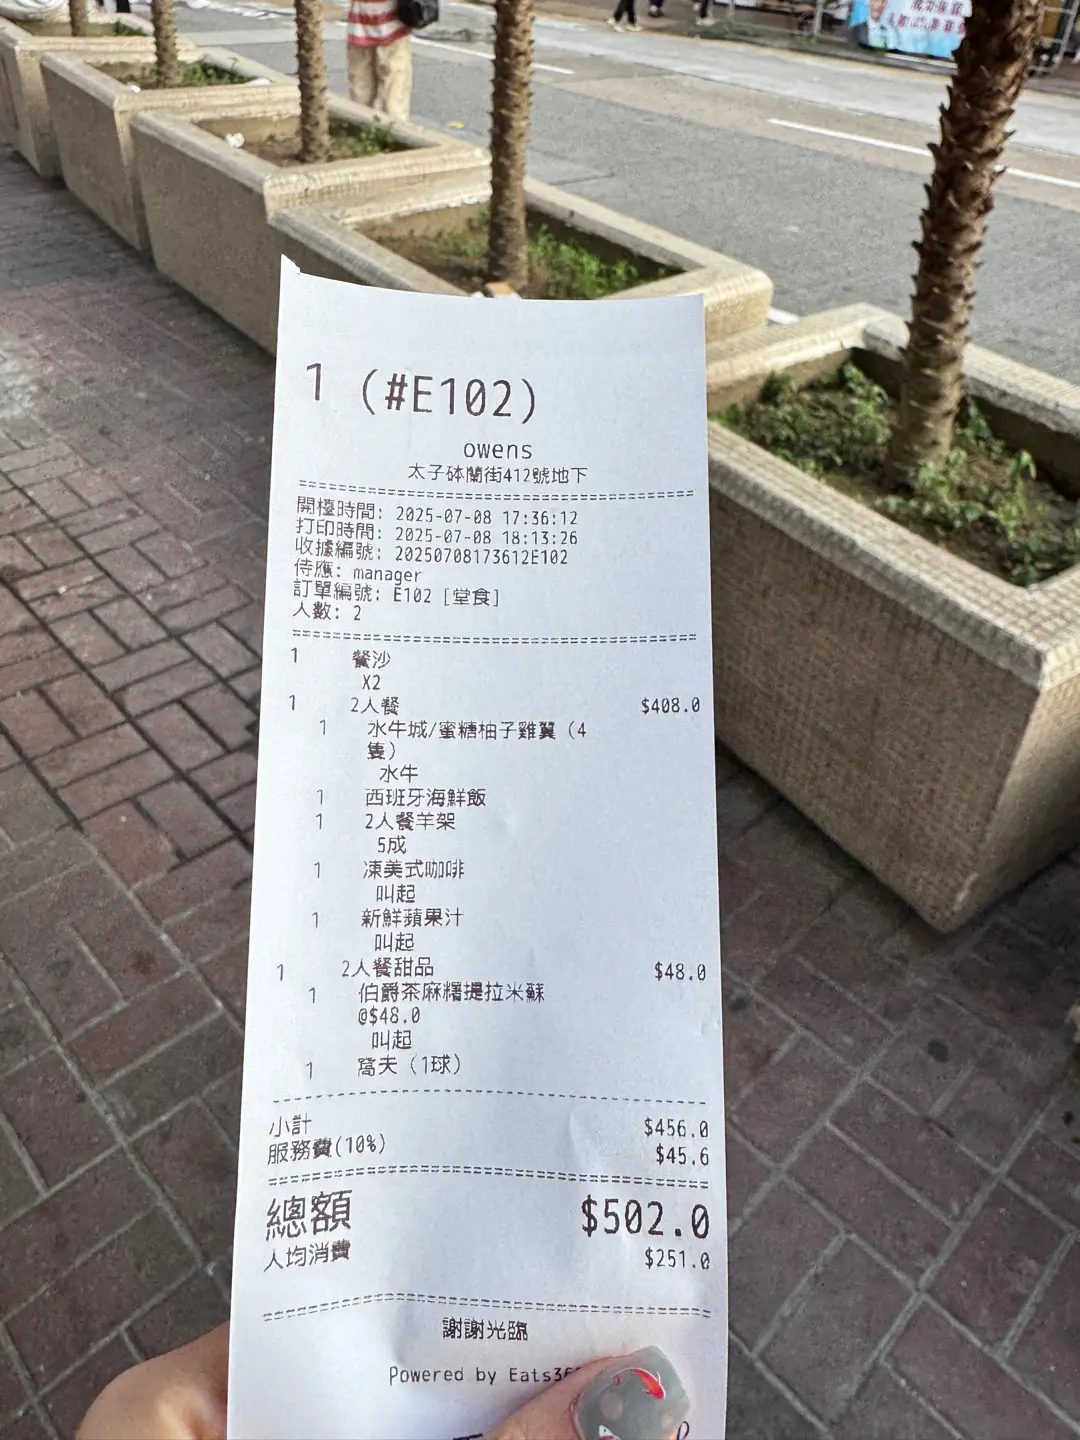 1 (#E102)
owens
太子砵蘭街412號地下
開檯時間: 2025-07-08 17:36:12
打印時間: 2025-07-08 18:13:26
收據編號: 20250708173612E102
侍應: manager
訂單編號: E102 [堂食]
人數: 2
1 餐沙
X2
1 2人餐 $408.0
1 水牛城/蜜糖柚子雞翼 (4
隻)
水牛
1 西班牙海鮮飯
1 2人餐羊架
5成
1 凍美式咖啡
叫起
1 新鮮蘋果汁
叫起
1 2人餐甜品 $48.0
1 伯爵茶麻糬提拉米蘇
@$48.0
叫起
1 窩夫 (1球)
小計 $456.0
服務費(10%) $45.6
總額 $502.0
人均消費 $251.0
謝謝光臨
Powered by Eats36